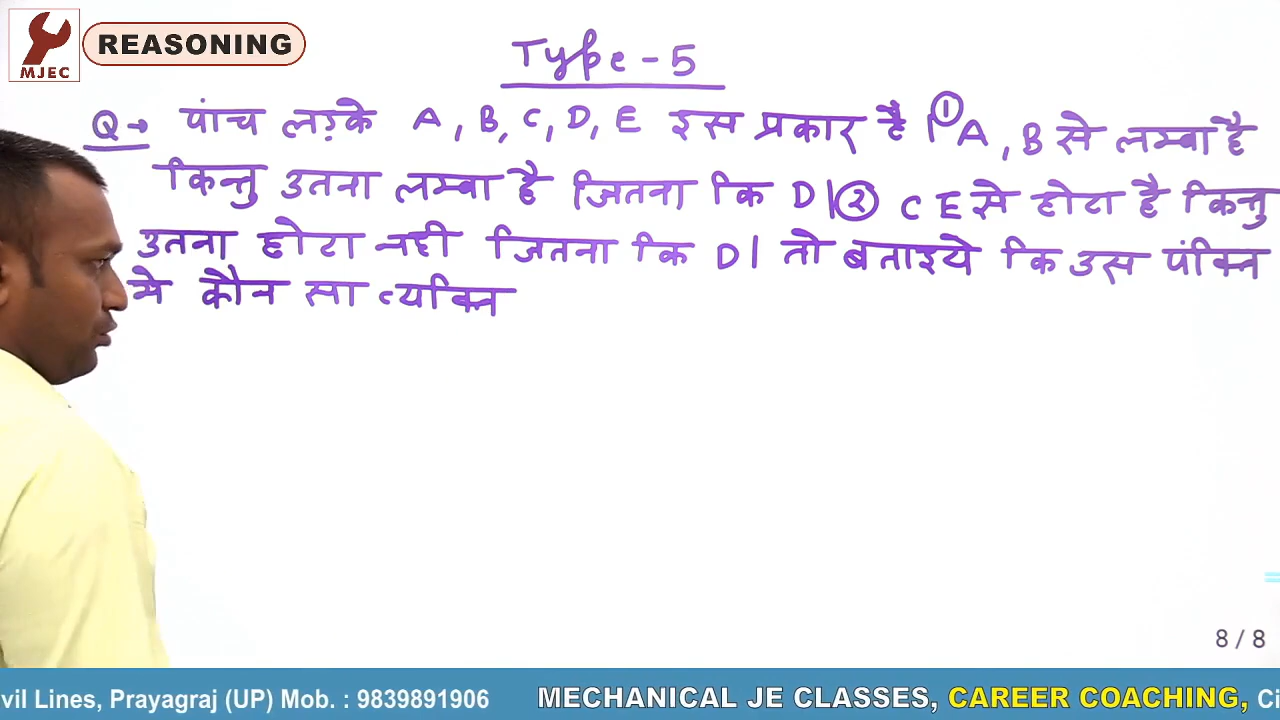 REASONING
MJEC
Type-5
Q→ पांच लड़के A, B, C, D, E इस प्रकार है । ① A, B से लम्बा है
किन्तु उतना लम्बा है जितना कि D । ② C E से छोटा है किन्तु
उतना छोटा नही जितना कि D । तो बताइये कि उस पंक्ति
मे कौन सा व्यक्ति
8 / 8
vil Lines, Prayagraj (UP) Mob. : 9839891906 MECHANICAL JE CLASSES, CAREER COACHING, Ci